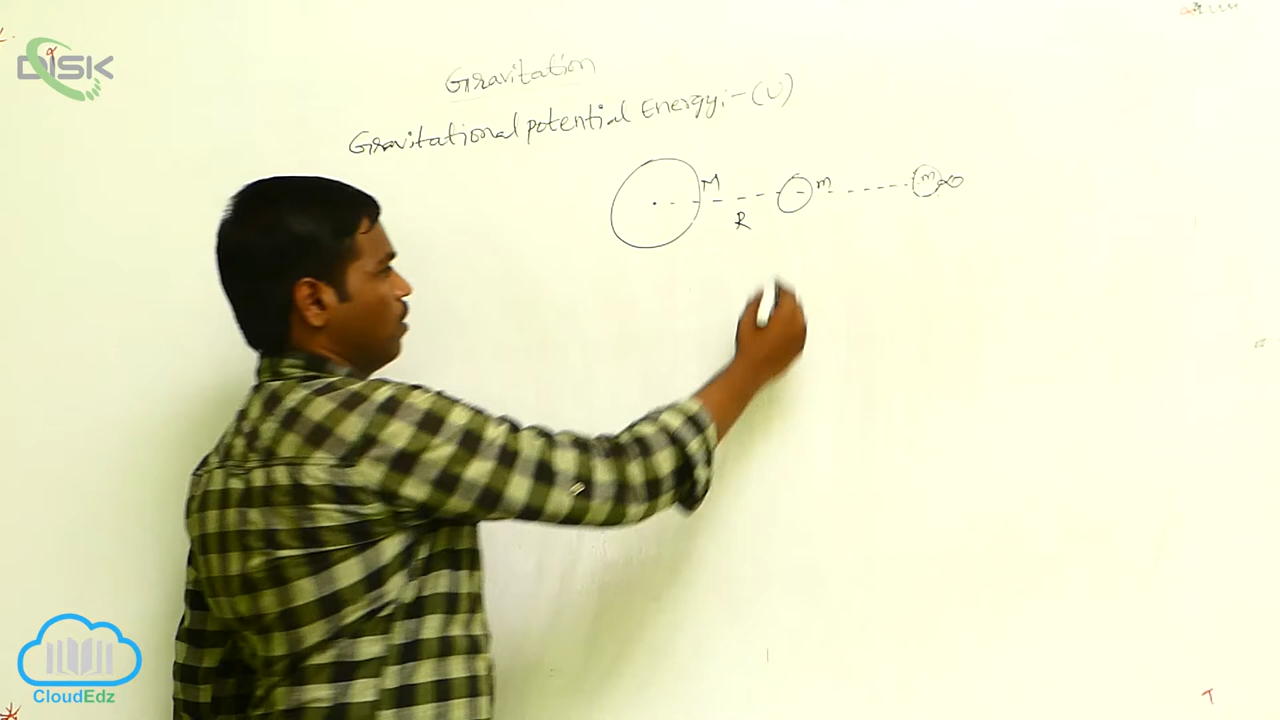 DISK
Gravitation
Gravitational potential Energy:- (U)
M m m ∞
R
CloudEdz